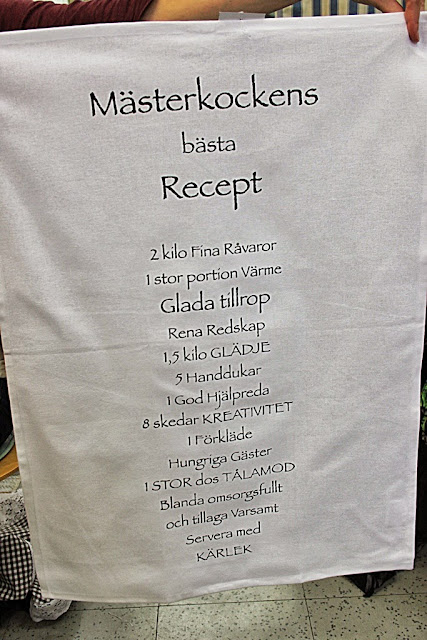 Mästerkockens
bästa
Recept
2 kilo Fina Råvaror
1 stor portion Värme
Glada tillrop
Rena Redskap
1,5 kilo GLÄDJE
5 Handdukar
1 God Hjälpreda
8 skedar KREATIVITET
1 Förkläde
Hungriga Gäster
1 STOR dos TÅLAMOD
Blanda omsorgsfullt
och tillaga Varsamt
Servera med
KÄRLEK